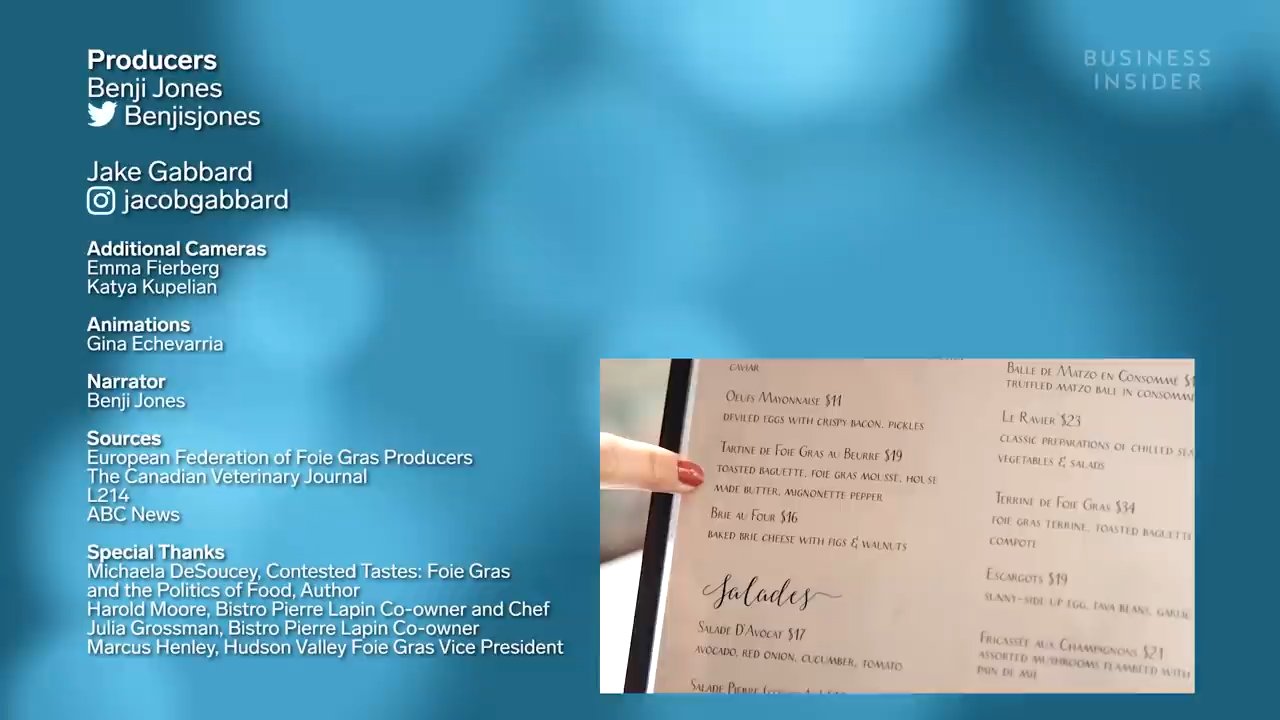 Producers
Benji Jones
Benjisjones
Jake Gabbard
jacobgabbard
Additional Cameras
Emma Fierberg
Katya Kupelian
Animations
Gina Echevarria
Narrator
Benji Jones
Sources
European Federation of Foie Gras Producers
The Canadian Veterinary Journal
L214
ABC News
Special Thanks
Michaela DeSoucey, Contested Tastes: Foie Gras
and the Politics of Food, Author
Harold Moore, Bistro Pierre Lapin Co-owner and Chef
Julia Grossman, Bistro Pierre Lapin Co-owner
Marcus Henley, Hudson Valley Foie Gras Vice President
BUSINESS
INSIDER
CAVIAR
OEUFS MAYONNAISE $11
DEVILED EGGS WITH CRISPY BACON, PICKLES
TARTINE DE FOIE GRAS AU BEURRE $19
TOASTED BAGUETTE, FOIE GRAS MOUSSE, HOUSE
MADE BUTTER, MIGNONETTE PEPPER
BRIE AU FOUR $16
BAKED BRIE CHEESE WITH FIGS & WALNUTS
Salades
SALADE D'AVOCAT $17
AVOCADO, RED ONION, CUCUMBER, TOMATO
SALADE PIERRE
BALLE DE MATZO EN CONSOMMÉ
TRUFFLED MATZO BALL IN CONSOMM
LE RAVIER $23
CLASSIC PREPARATIONS OF CHILLED
VEGETABLES & SALADS
TERRINE DE FOIE GRAS $34
FOIE GRAS TERRINE, TOASTED BAGUETTE
COMPOTE
ESCARGOTS $19
SUNNY-SIDE UP EGG, FAVA BEANS, GARLIC
FRICASSÉE AUX CHAMPIGNONS $21
ASSORTED MUSHROOMS FLAMBÉED WITH
PAIN DE MIE